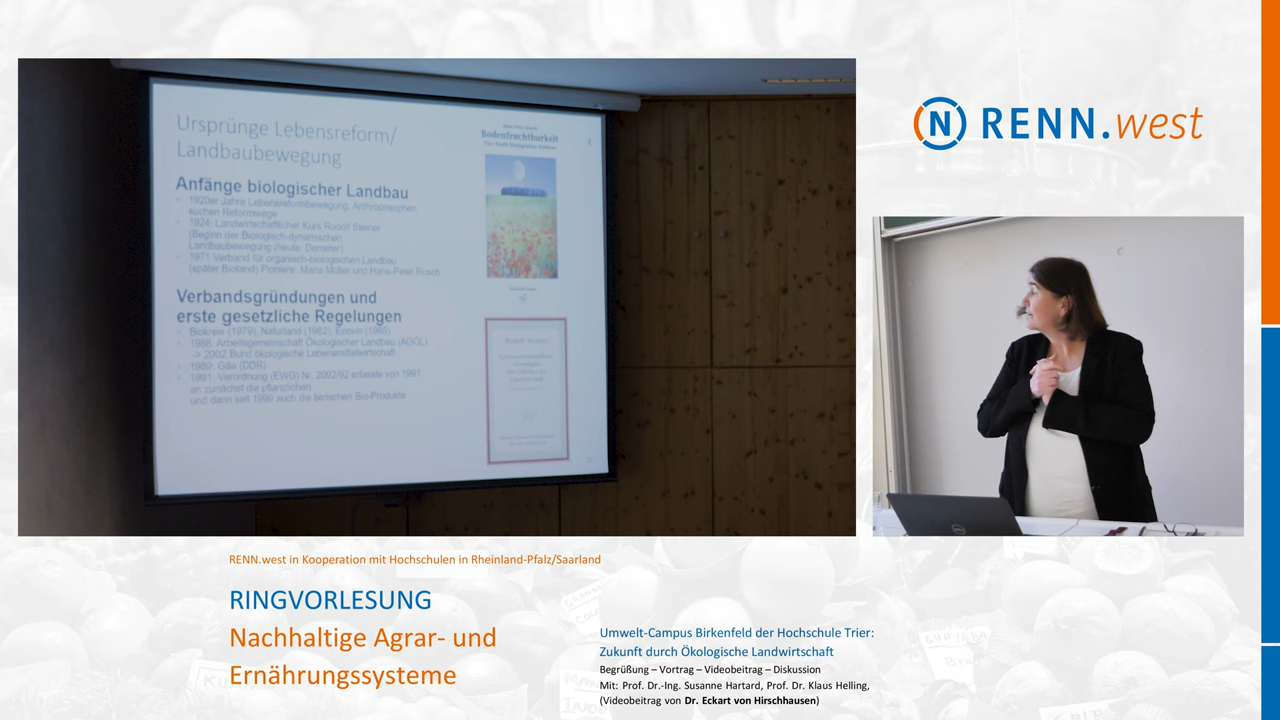 Ursprünge Lebensreform/
Landbaubewegung
Anfänge biologischer Landbau
1920er Jahre Lebensreformbewegung, Anthroposophen
suchen Reformwege
1924: Landwirtschaftlicher Kurs Rudolf Steiner
(Beginn der Biologisch-dynamischen
Landbaubewegung (heute: Demeter)
1971 Verband für organisch-biologischen Landbau
(später Bioland) Pioniere: Maria Müller und Hans-Peter Rusch
Verbandsgründungen und
erste gesetzliche Regelungen
Biokreis (1979), Naturland (1982), Ecovin (1985)
1988: Arbeitsgemeinschaft Ökologischer Landbau (AGÖL)
-> 2002 Bund ökologische Lebensmittelwirtschaft
1989: Gäa (DDR)
1991: Verordnung (EWG) Nr. 2002/92 erfasste von 1991
an zunächst die pflanzlichen
und dann seit 1999 auch die tierischen Bio-Produkte
Bodenfruchtbarkeit
Rudolf Steiner
N RENN.west
DELL
RENN.west in Kooperation mit Hochschulen in Rheinland-Pfalz/Saarland
RINGVORLESUNG
Nachhaltige Agrar- und
Ernährungssysteme
Umwelt-Campus Birkenfeld der Hochschule Trier:
Zukunft durch Ökologische Landwirtschaft
Begrüßung – Vortrag – Videobeitrag – Diskussion
Mit: Prof. Dr.-Ing. Susanne Hartard, Prof. Dr. Klaus Helling,
(Videobeitrag von Dr. Eckart von Hirschhausen)